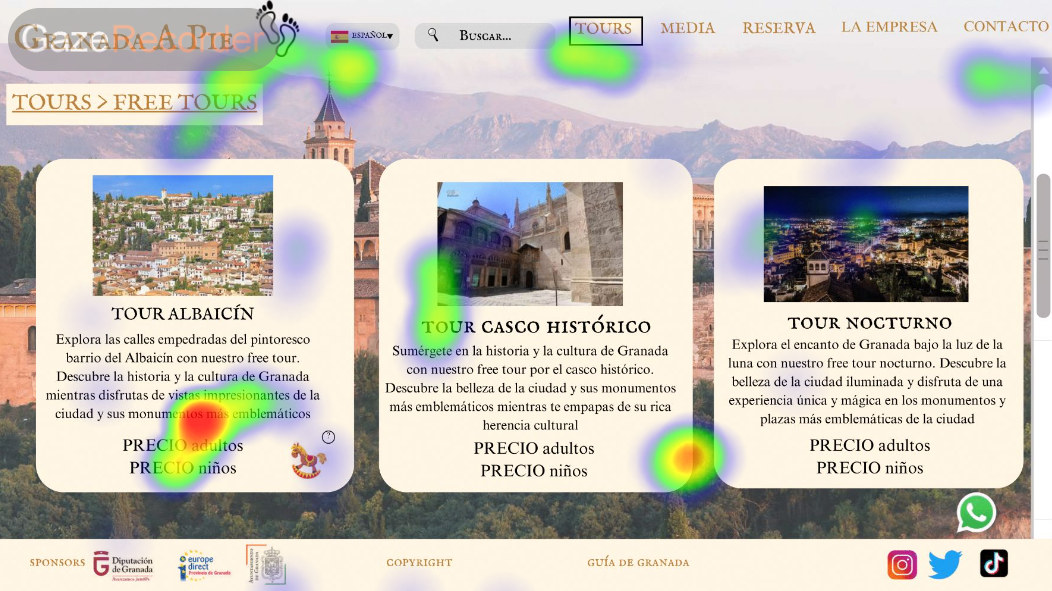 GRANADA A PIE
Gaze Recorder
ESPAÑOL▼
BUSCAR...
TOURS
MEDIA
RESERVA
LA EMPRESA
CONTACTO
TOURS > FREE TOURS
TOUR ALBAICÍN
Explora las calles empedradas del pintoresco
barrio del Albaicín con nuestro free tour.
Descubre la historia y la cultura de Granada
mientras disfrutas de vistas impresionantes de la
ciudad y sus monumentos más emblemáticos
PRECIO adultos
PRECIO niños
?
TOUR CASCO HISTÓRICO
Sumérgete en la historia y la cultura de Granada
con nuestro free tour por el casco histórico.
Descubre la belleza de la ciudad y sus monumentos
más emblemáticos mientras te empapas de su rica
herencia cultural
PRECIO adultos
PRECIO niños
TOUR NOCTURNO
Explora el encanto de Granada bajo la luz de la
luna con nuestro free tour nocturno. Descubre la
belleza de la ciudad iluminada y disfruta de una
experiencia única y mágica en los monumentos y
plazas más emblemáticas de la ciudad
PRECIO adultos
PRECIO niños
SPONSORS
Diputación
de Granada
europe
direct
Provincia de Granada
COPYRIGHT
GUÍA DE GRANADA